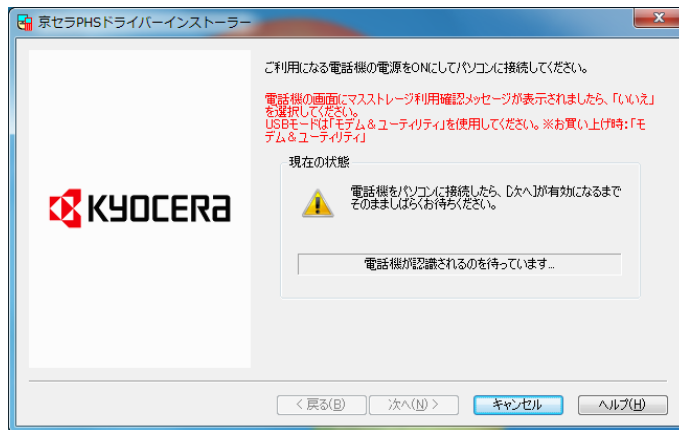 京セラPHSドライバーインストーラー
ご利用になる電話機の電源をONにしてパソコンに接続してください。
電話機の画面にマスストレージ利用確認メッセージが表示されましたら、「いいえ」
を選択してください。
USBモードは「モデム&ユーティリティ」を使用してください。※お買い上げ時:「モ
デム&ユーティリティ」
現在の状態
電話機をパソコンに接続したら、[次へ]が有効になるまで
そのまましばらくお待ちください。
KYOCERA
電話機が認識されるのを待っています...
< 戻る(B)
次へ(N) >
キャンセル
ヘルプ(H)